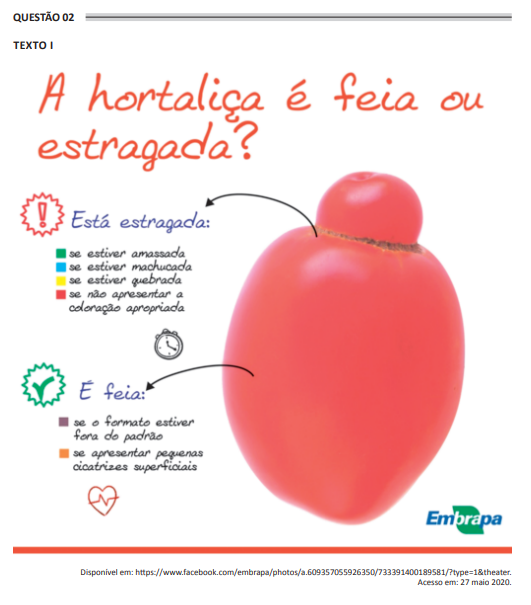 QUESTÃO 02
TEXTO I
A hortaliça é feia ou
estragada?
Está estragada:
se estiver amassada
se estiver machucada
se estiver quebrada
se não apresentar a
coloração apropriada
É feia:
se o formato estiver
fora do padrão
se apresentar pequenas
cicatrizes superficiais
Embrapa
Disponível em: https://www.facebook.com/embrapa/photos/a.609357055926350/733391400189581/?type=1&theater.
Acesso em: 27 maio 2020.